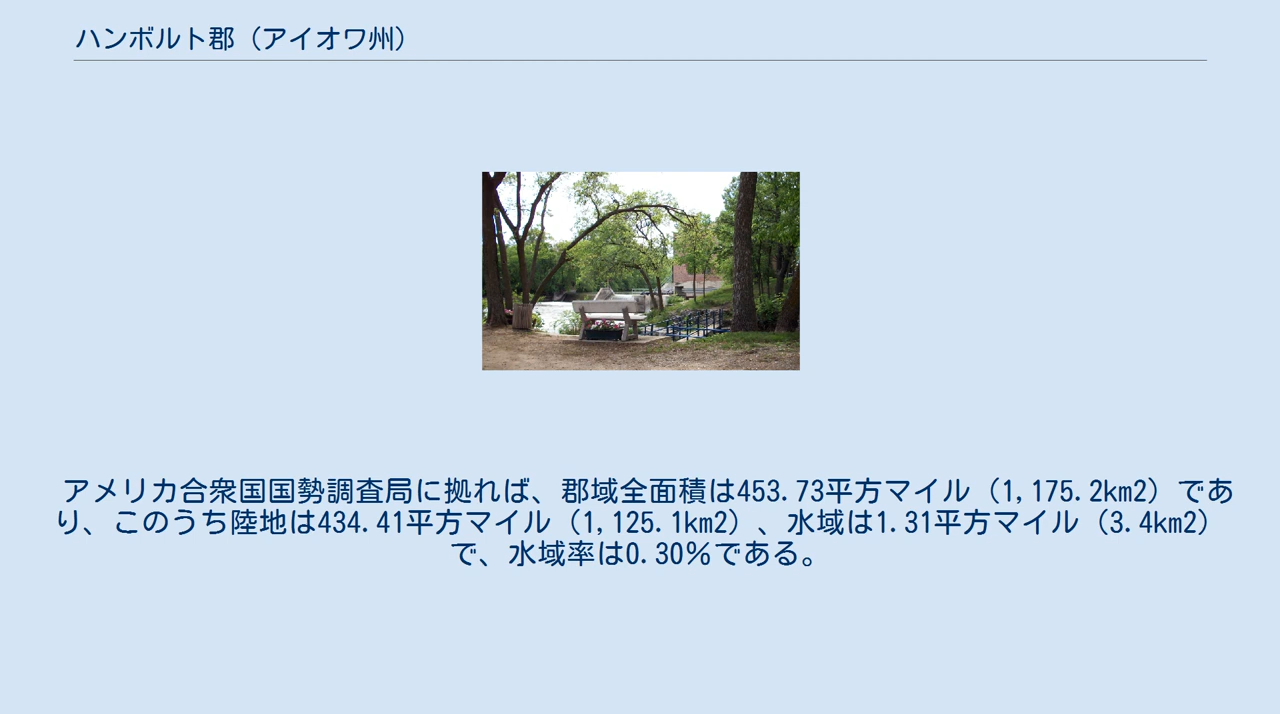 ハンボルト郡（アイオワ州）
アメリカ合衆国国勢調査局に拠れば、郡域全面積は453.73平方マイル（1,175.2km2）であ
り、このうち陸地は434.41平方マイル（1,125.1km2）、水域は1.31平方マイル（3.4km2）
で、水域率は0.30％である。